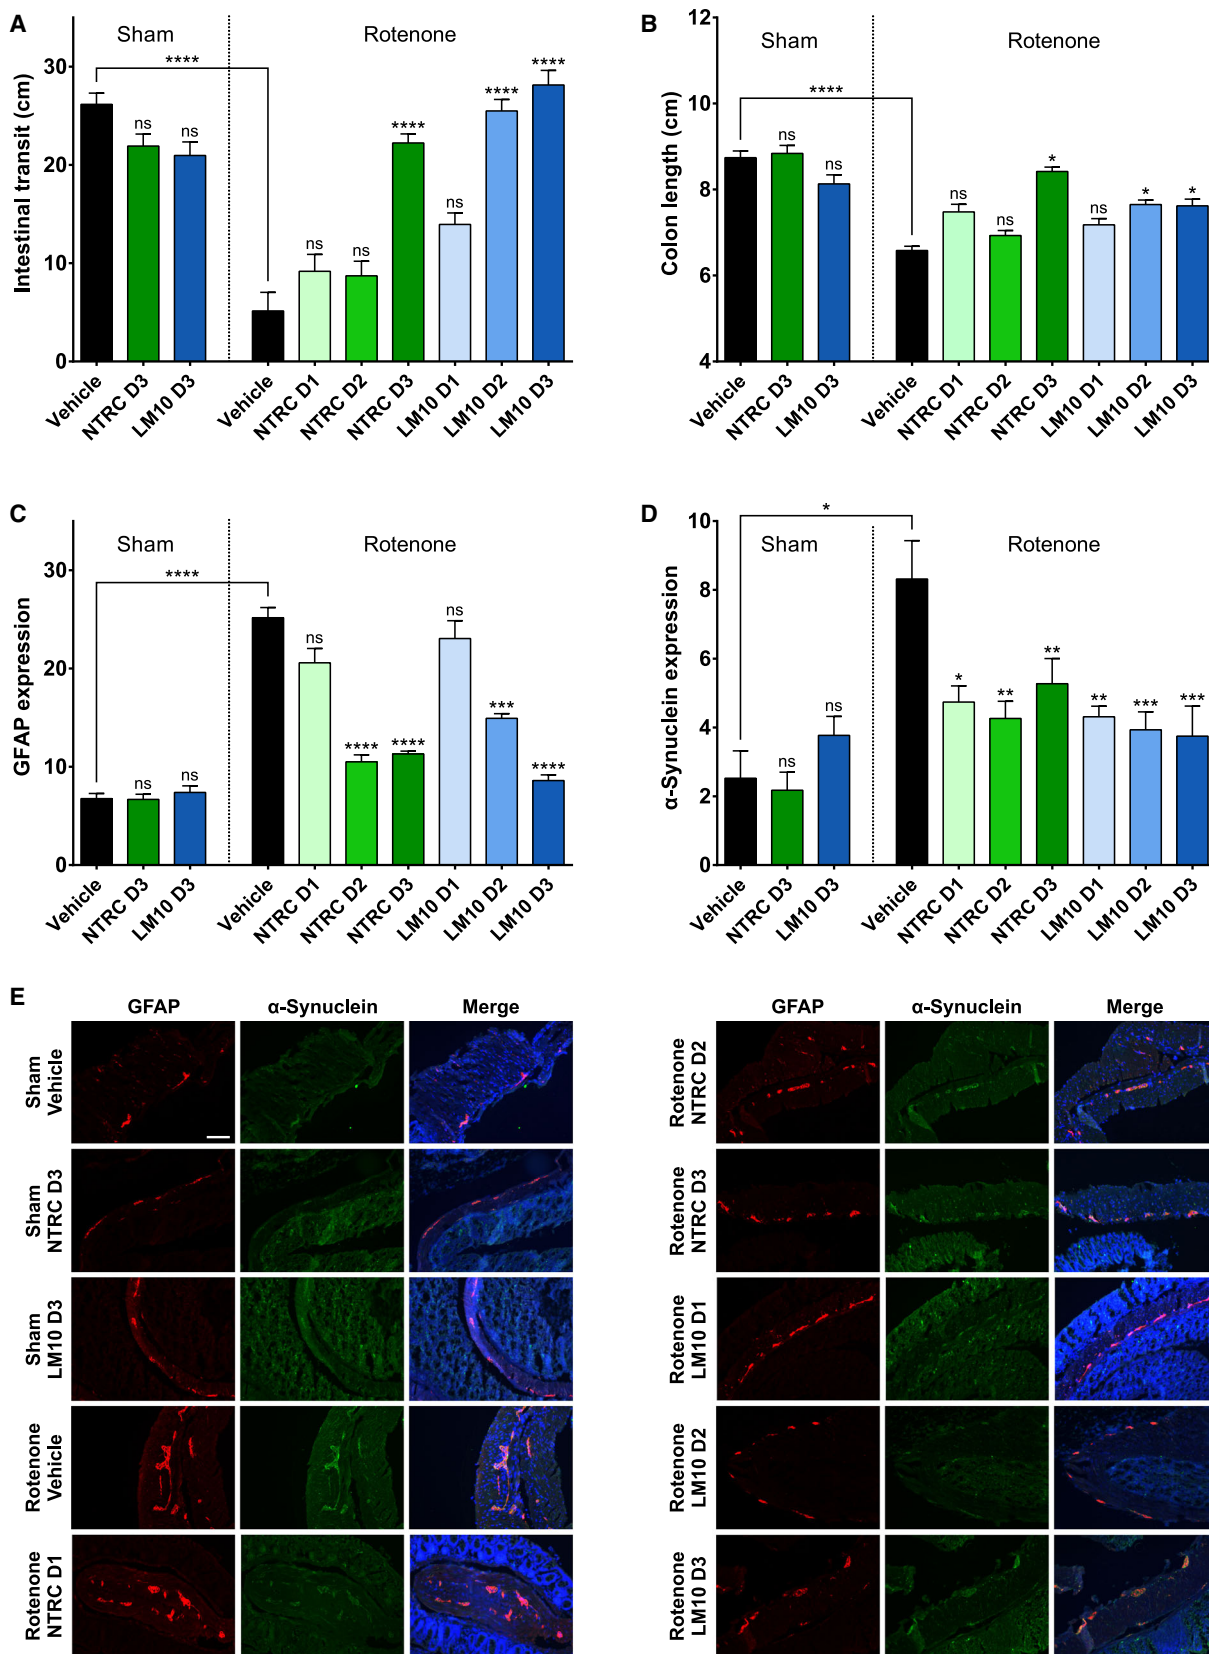 A
Sham
Rotenone
Intestinal transit (cm)
30
20
10
0
****
ns
ns
ns
ns
****
ns
****
****
Vehicle
NTRC D3
LM10 D3
Vehicle
NTRC D1
NTRC D2
NTRC D3
LM10 D1
LM10 D2
LM10 D3
B
Sham
Rotenone
Colon length (cm)
12
10
8
6
4
****
ns
ns
ns
ns
*
ns
*
*
Vehicle
NTRC D3
LM10 D3
Vehicle
NTRC D1
NTRC D2
NTRC D3
LM10 D1
LM10 D2
LM10 D3
C
Sham
Rotenone
GFAP expression
30
20
10
0
****
ns
ns
ns
****
****
ns
***
****
Vehicle
NTRC D3
LM10 D3
Vehicle
NTRC D1
NTRC D2
NTRC D3
LM10 D1
LM10 D2
LM10 D3
D
Sham
Rotenone
α-Synuclein expression
10
8
6
4
2
0
*
ns
ns
*
**
**
**
***
***
Vehicle
NTRC D3
LM10 D3
Vehicle
NTRC D1
NTRC D2
NTRC D3
LM10 D1
LM10 D2
LM10 D3
E
GFAP α-Synuclein Merge
Sham
Vehicle
Sham
NTRC D3
Sham
LM10 D3
Rotenone
Vehicle
Rotenone
NTRC D1
GFAP α-Synuclein Merge
Rotenone
NTRC D2
Rotenone
NTRC D3
Rotenone
LM10 D1
Rotenone
LM10 D2
Rotenone
LM10 D3